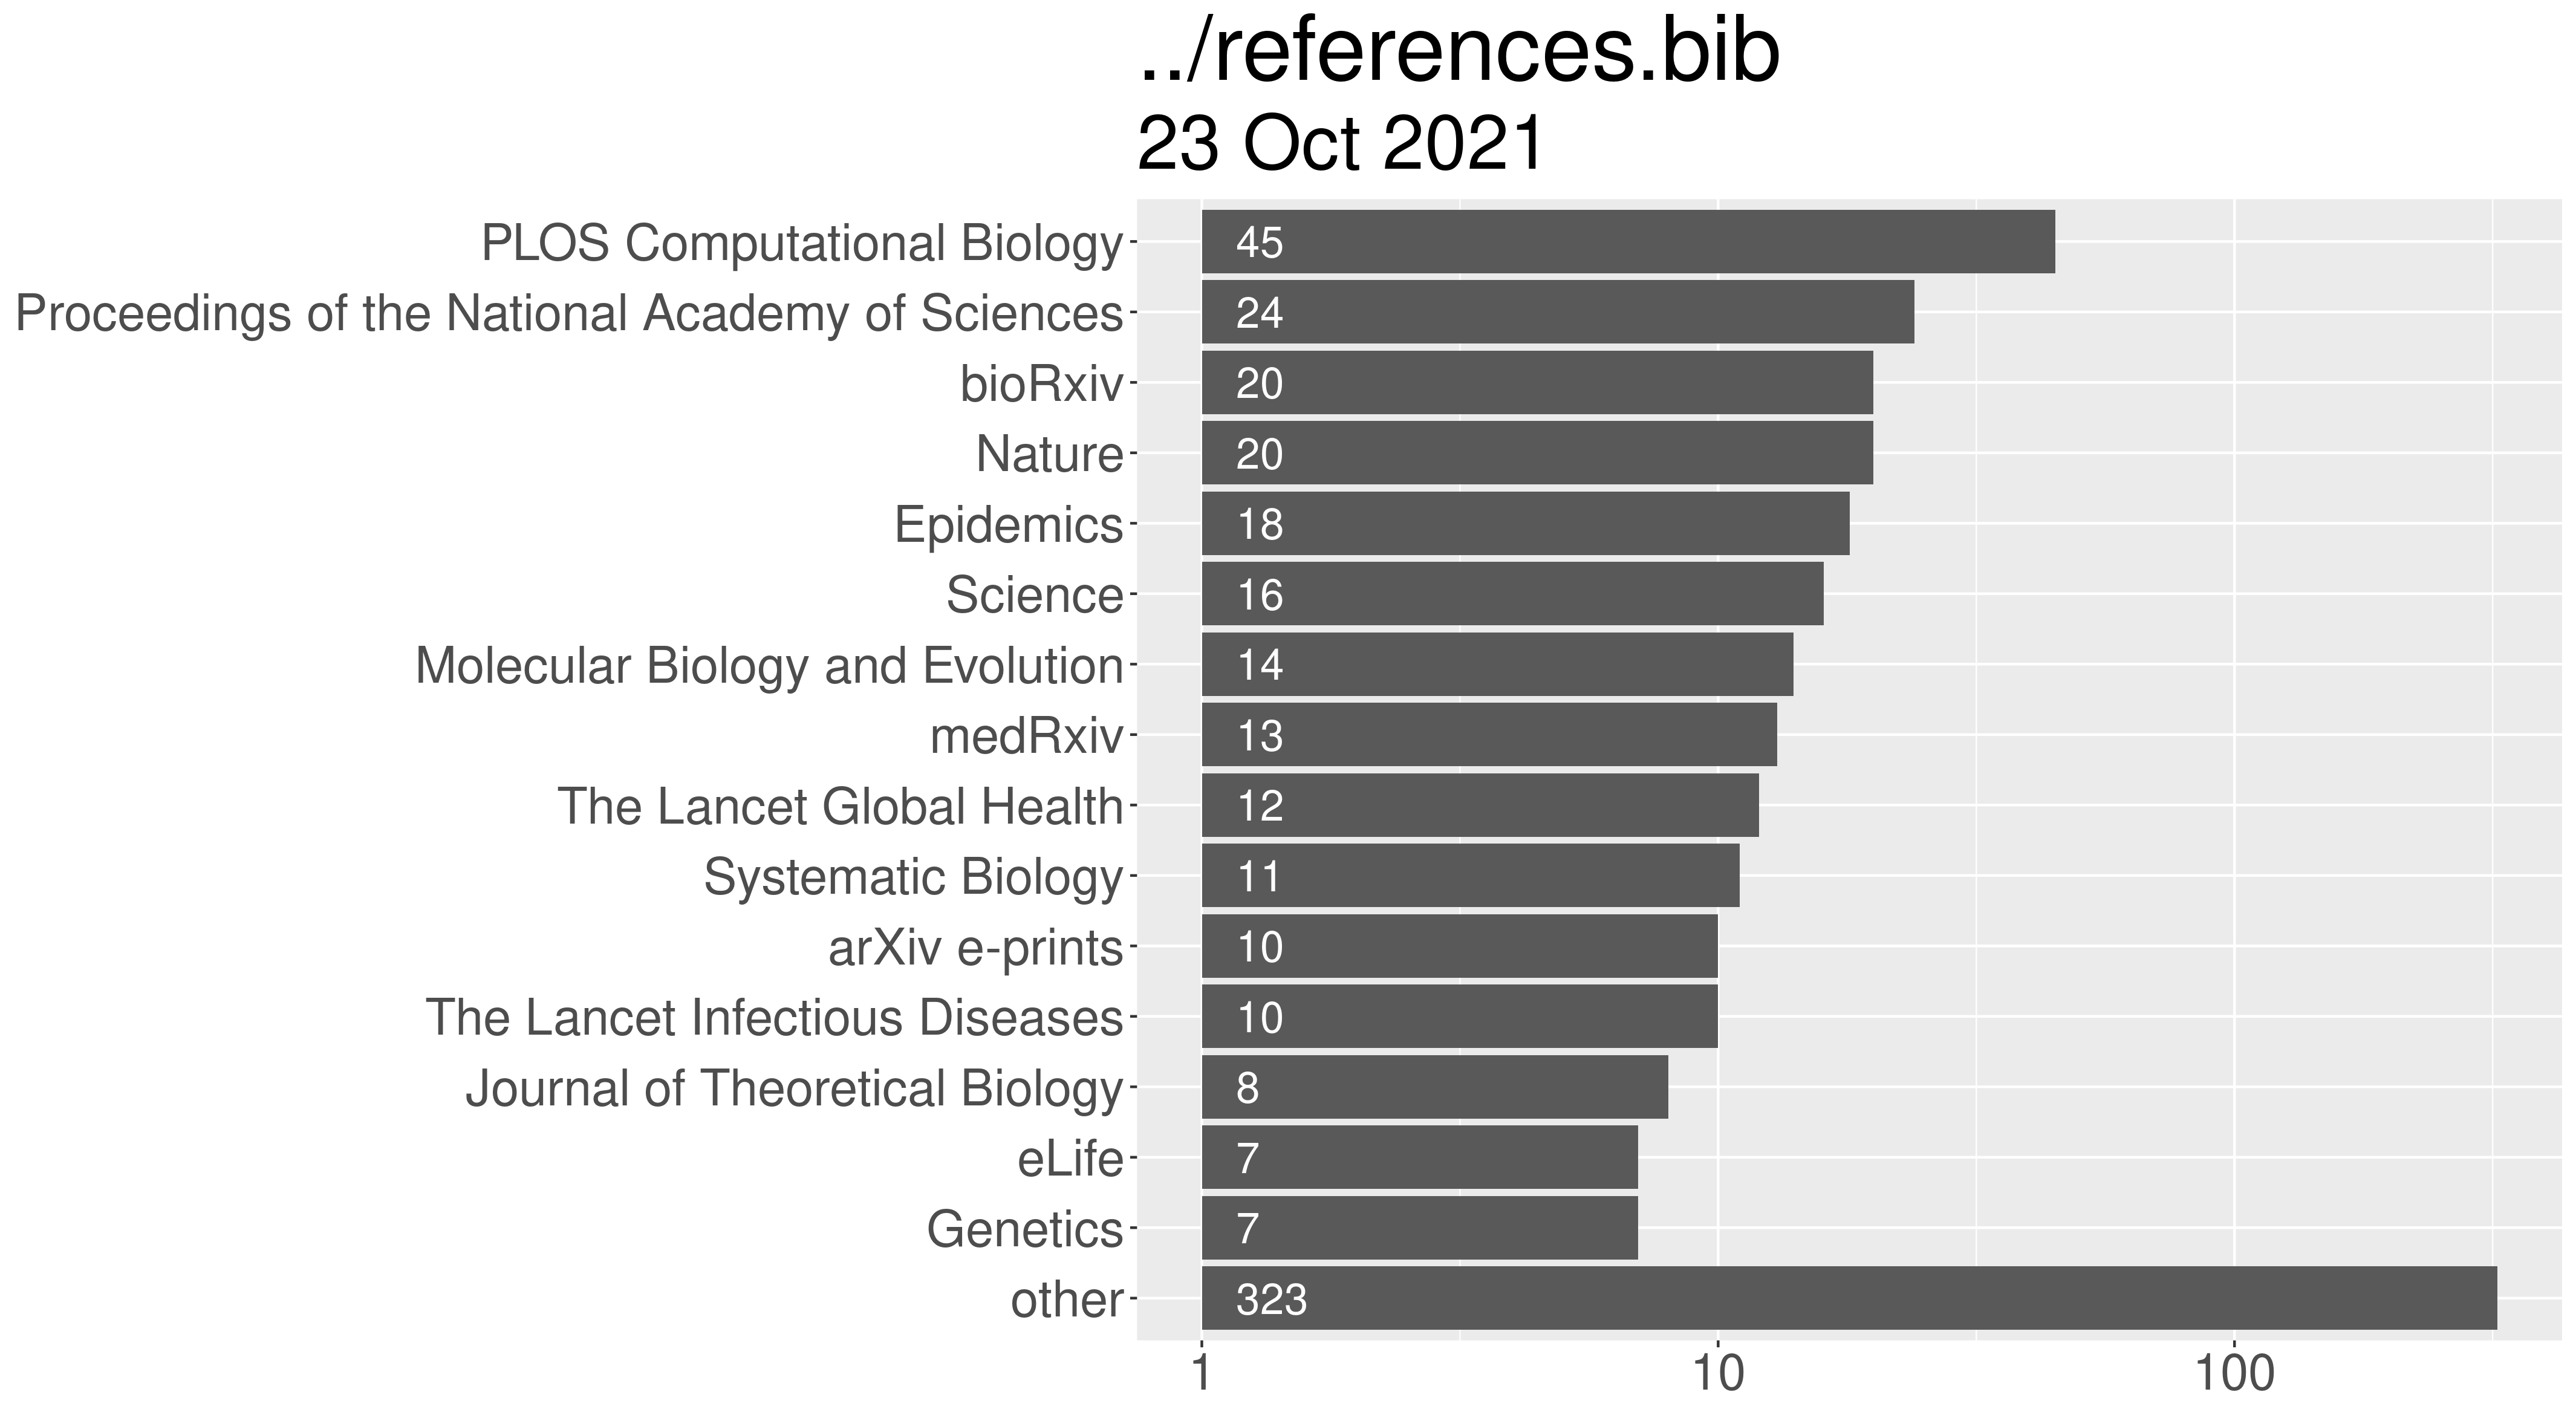 ../references.bib
23 Oct 2021
PLOS Computational Biology 45
Proceedings of the National Academy of Sciences 24
bioRxiv 20
Nature 20
Epidemics 18
Science 16
Molecular Biology and Evolution 14
medRxiv 13
The Lancet Global Health 12
Systematic Biology 11
arXiv e-prints 10
The Lancet Infectious Diseases 10
Journal of Theoretical Biology 8
eLife 7
Genetics 7
other 323
1 10 100